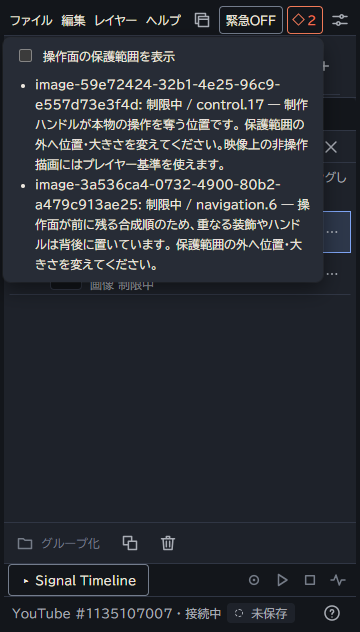 ファイル 編集 レイヤー ヘルプ 緊急OFF 2
操作面の保護範囲を表示
• image-59e72424-32b1-4e25-96c9-
e557d73e3f4d: 制限中 / control.17 — 制作
ハンドルが本物の操作を奪う位置です。保護範囲の
外へ位置・大きさを変えてください。映像上の非操作
描画にはプレイヤー基準を使えます。
• image-3a536ca4-0732-4900-80b2-
a479c913ae25: 制限中 / navigation.6 — 操
作面が前に残る合成順のため、重なる装飾やハンド
ルは背後に置いています。保護範囲の外へ位置・大
きさを変えてください。
グし
画像 制限中
グループ化
▸ Signal Timeline
YouTube #1135107007・接続中 未保存